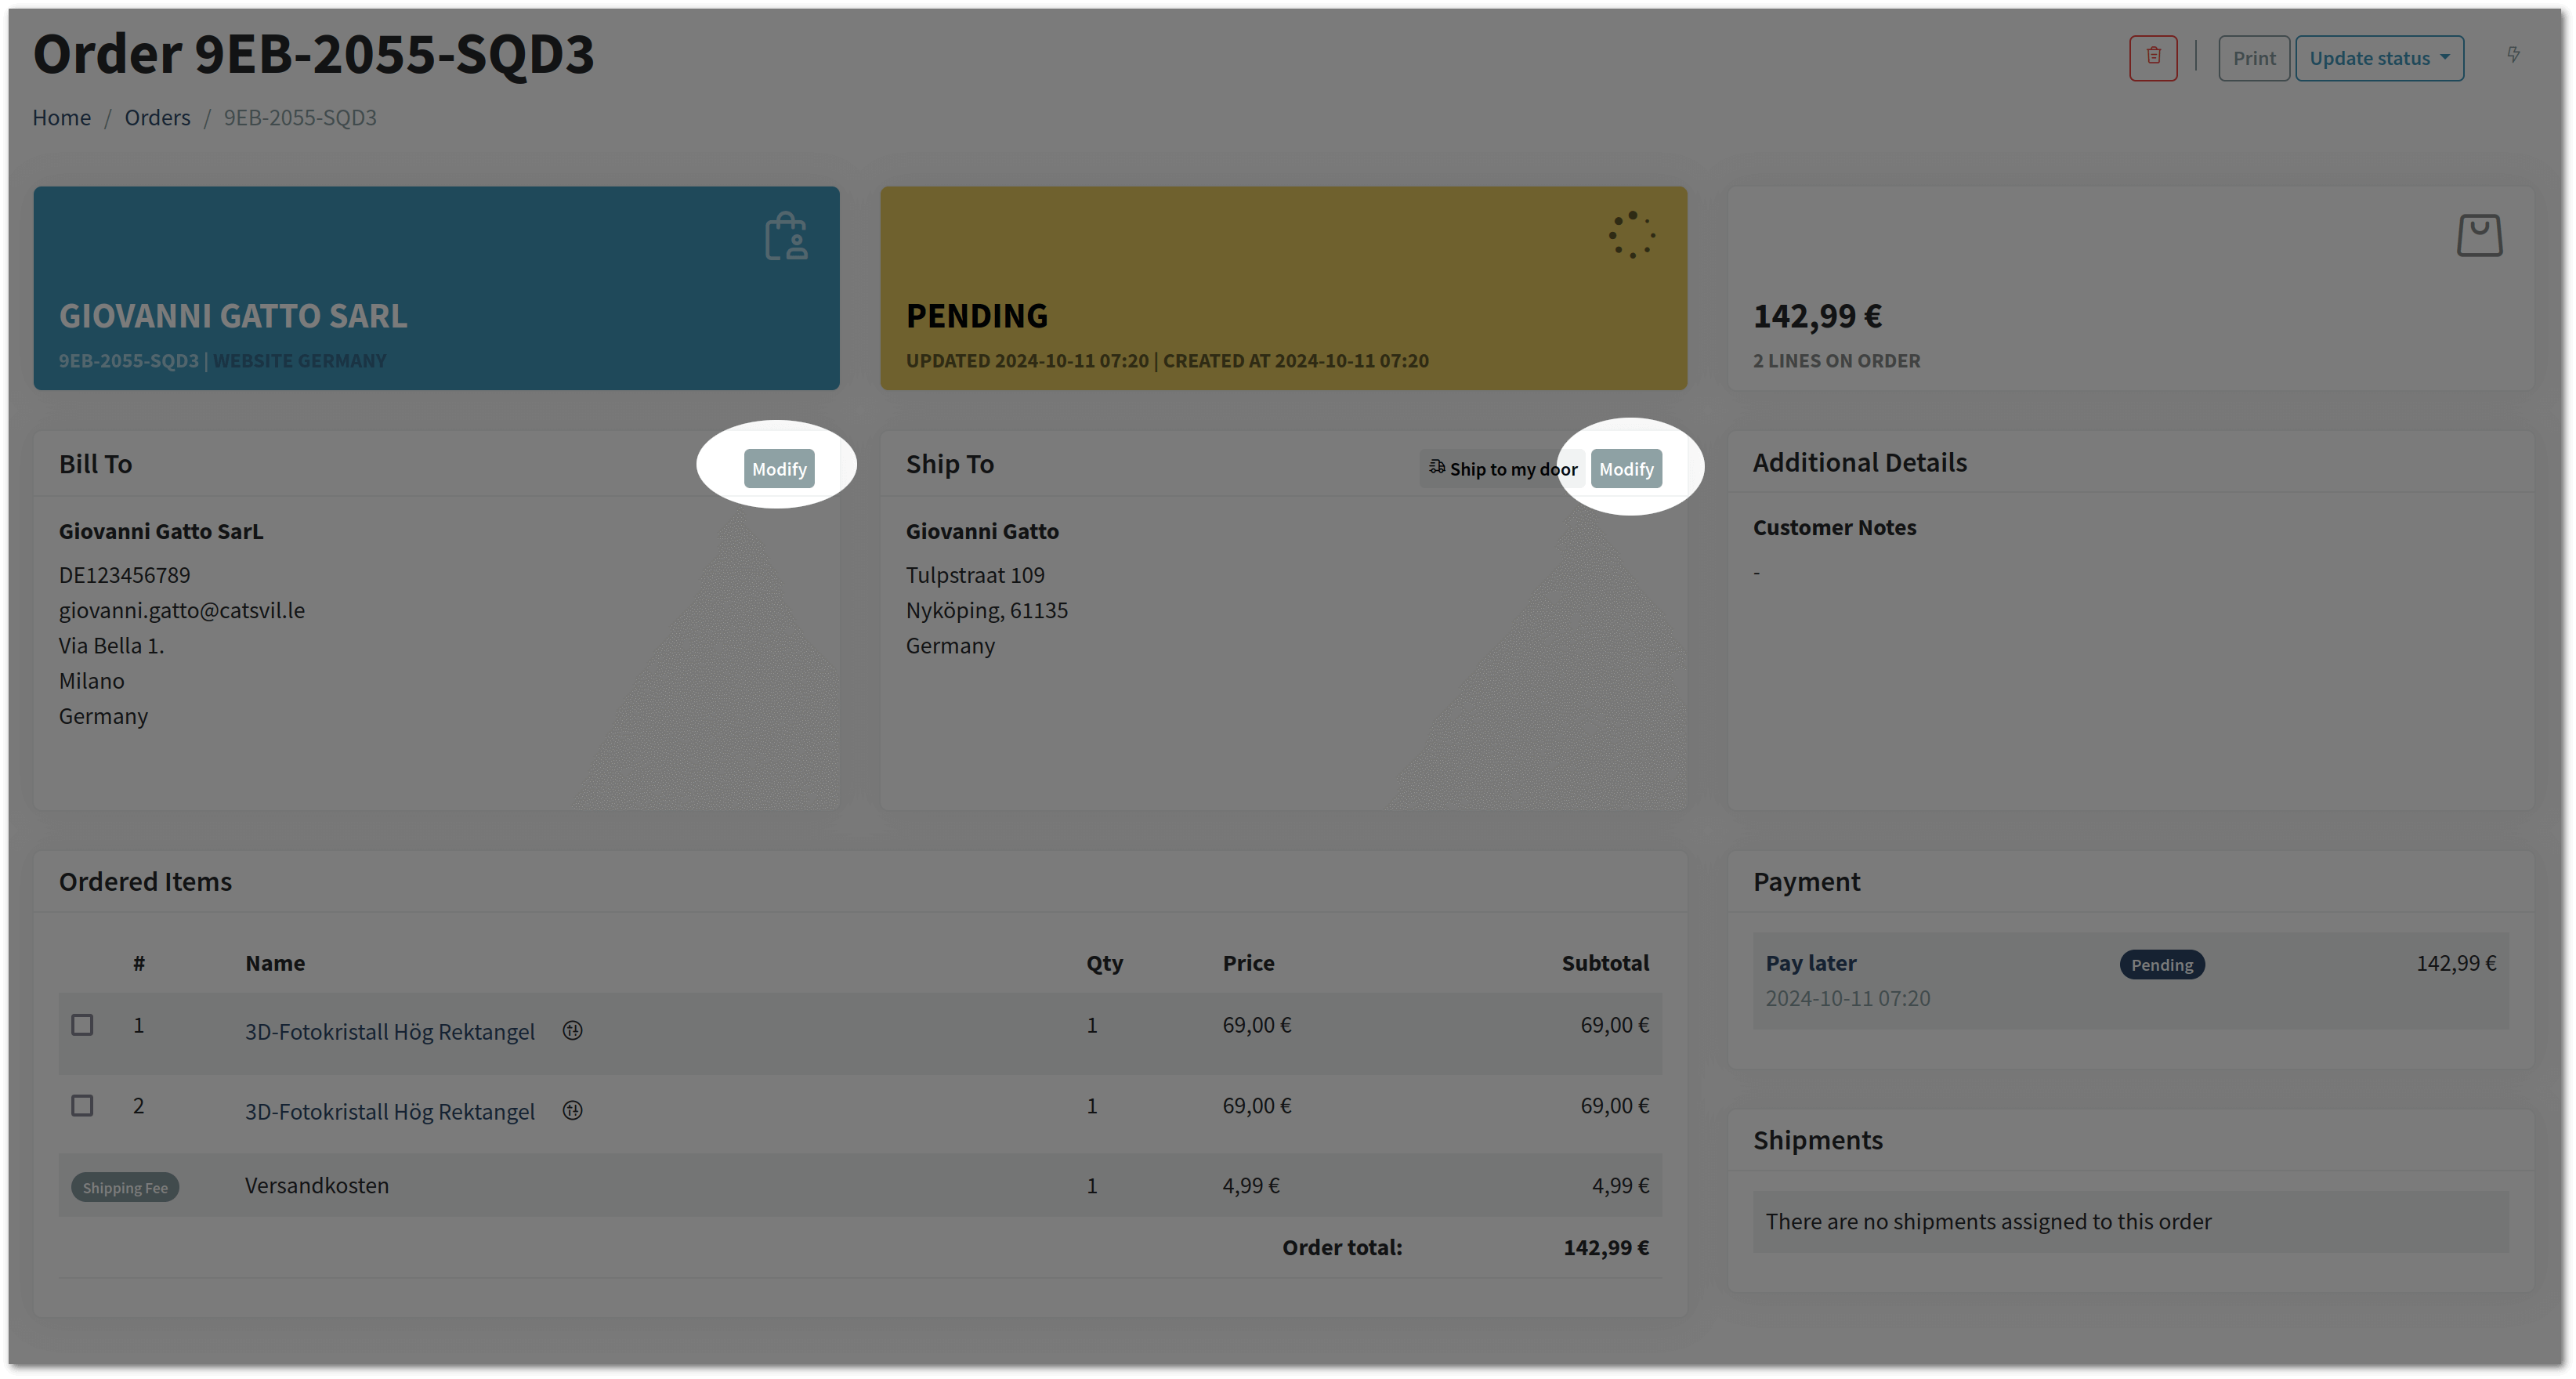 Order 9EB-2055-SQD3
Print
Update status
Home / Orders / 9EB-2055-SQD3
GIOVANNI GATTO SARL
9EB-2055-SQD3 | WEBSITE GERMANY
PENDING
UPDATED 2024-10-11 07:20 | CREATED AT 2024-10-11 07:20
142,99 €
2 LINES ON ORDER
Bill To
Modify
Giovanni Gatto SarL
DE123456789
giovanni.gatto@catsvil.le
Via Bella 1.
Milano
Germany
Ship To
Ship to my door
Modify
Giovanni Gatto
Tulpstraat 109
Nyköping, 61135
Germany
Additional Details
Customer Notes
-
Ordered Items
# Name Qty Price Subtotal
1 3D-Fotokristall Hög Rektangel 1 69,00 € 69,00 €
2 3D-Fotokristall Hög Rektangel 1 69,00 € 69,00 €
Shipping Fee Versandkosten 1 4,99 € 4,99 €
Order total: 142,99 €
Payment
Pay later Pending 142,99 €
2024-10-11 07:20
Shipments
There are no shipments assigned to this order